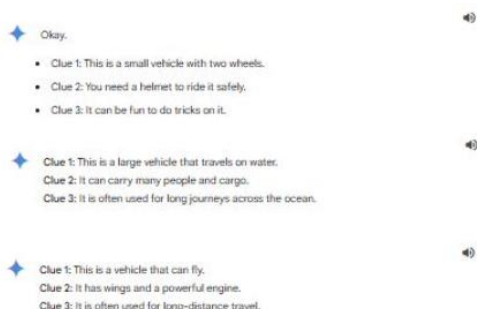 Okay.
• Clue 1: This is a small vehicle with two wheels.
• Clue 2: You need a helmet to ride it safely.
• Clue 3: It can be fun to do tricks on it.
Clue 1: This is a large vehicle that travels on water.
Clue 2: It can carry many people and cargo.
Clue 3: It is often used for long journeys across the ocean.
Clue 1: This is a vehicle that can fly.
Clue 2: It has wings and a powerful engine.
Clue 3: It is often used for long-distance travel.